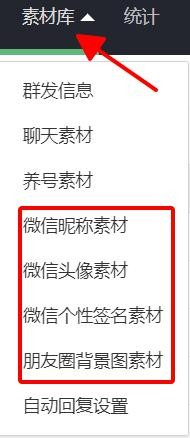 素材库 统计
群发信息
聊天素材
养号素材
微信昵称素材
微信头像素材
微信个性签名素材
朋友圈背景图素材
自动回复设置